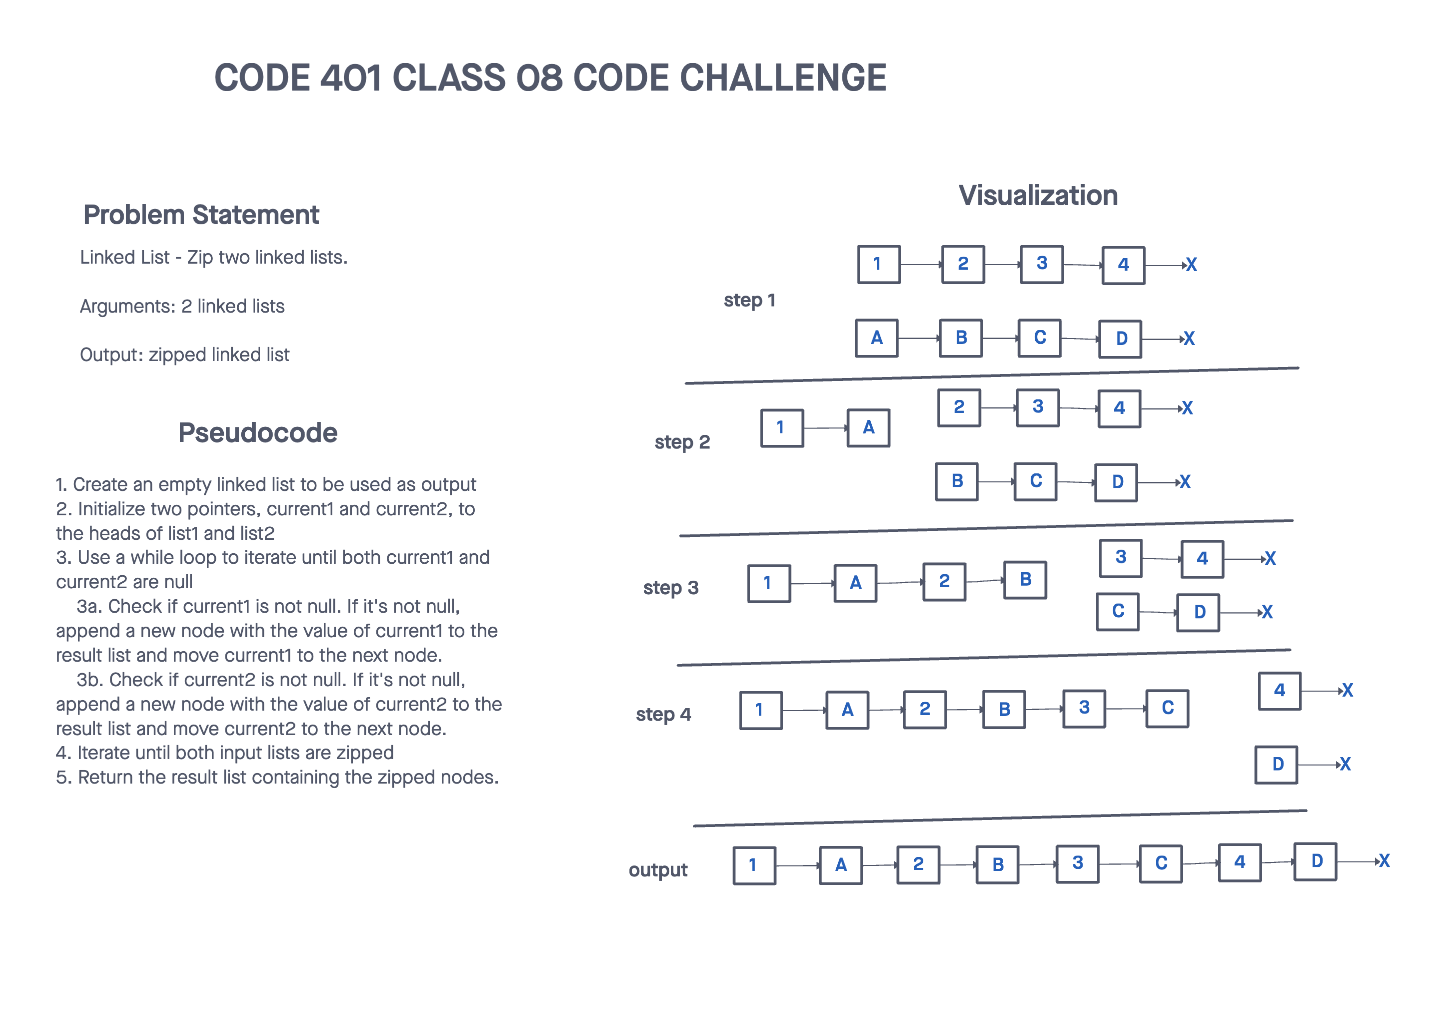 CODE 401 CLASS 08 CODE CHALLENGE
Problem Statement
Linked List - Zip two linked lists.
Arguments: 2 linked lists
Output: zipped linked list
Pseudocode
1. Create an empty linked list to be used as output
2. Initialize two pointers, current1 and current2, to
the heads of list1 and list2
3. Use a while loop to iterate until both current1 and
current2 are null
3a. Check if current1 is not null. If it's not null,
append a new node with the value of current1 to the
result list and move current1 to the next node.
3b. Check if current2 is not null. If it's not null,
append a new node with the value of current2 to the
result list and move current2 to the next node.
4. Iterate until both input lists are zipped
5. Return the result list containing the zipped nodes.
Visualization
step 1
1 2 3 4 X
A B C D X
step 2
1 A
2 3 4 X
B C D X
step 3
1 A 2 B
3 4 X
C D X
step 4
1 A 2 B 3 C
4 X
D X
output
1 A 2 B 3 C 4 D X